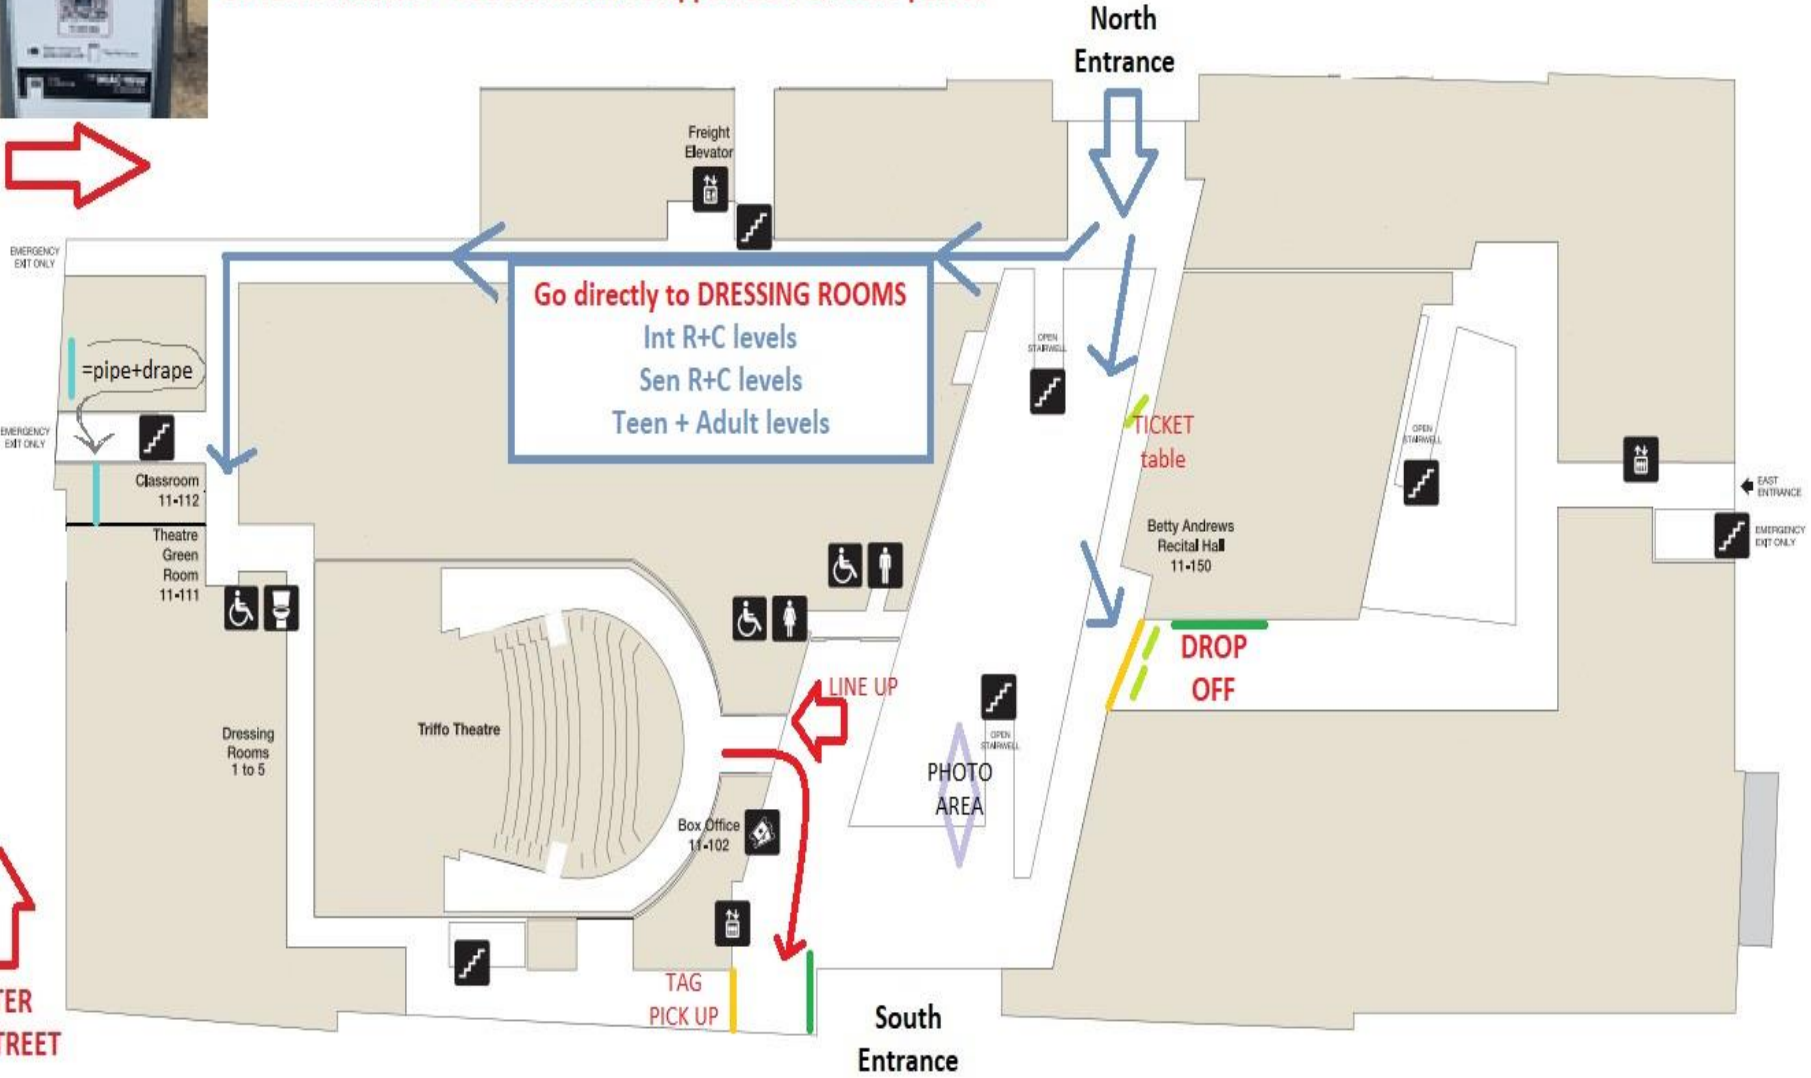 North
Entrance
Freight
Elevator
EMERGENCY
EXIT ONLY
Go directly to DRESSING ROOMS
Int R+C levels
Sen R+C levels
Teen + Adult levels
OPEN
STAIRWELL
=pipe+drape
EMERGENCY
EXIT ONLY
TICKET
table
OPEN
STAIRWELL
Classroom
11-112
EAST
ENTRANCE
Theatre
Green
Room
11-111
Betty Andrews
Recital Hall
11-150
EMERGENCY
EXIT ONLY
DROP
OFF
LINE UP
Dressing
Rooms
1 to 5
Triffo Theatre
OPEN
STAIRWELL
PHOTO
AREA
Box Office
11-102
TAG
PICK UP
South
Entrance
TER
TREET